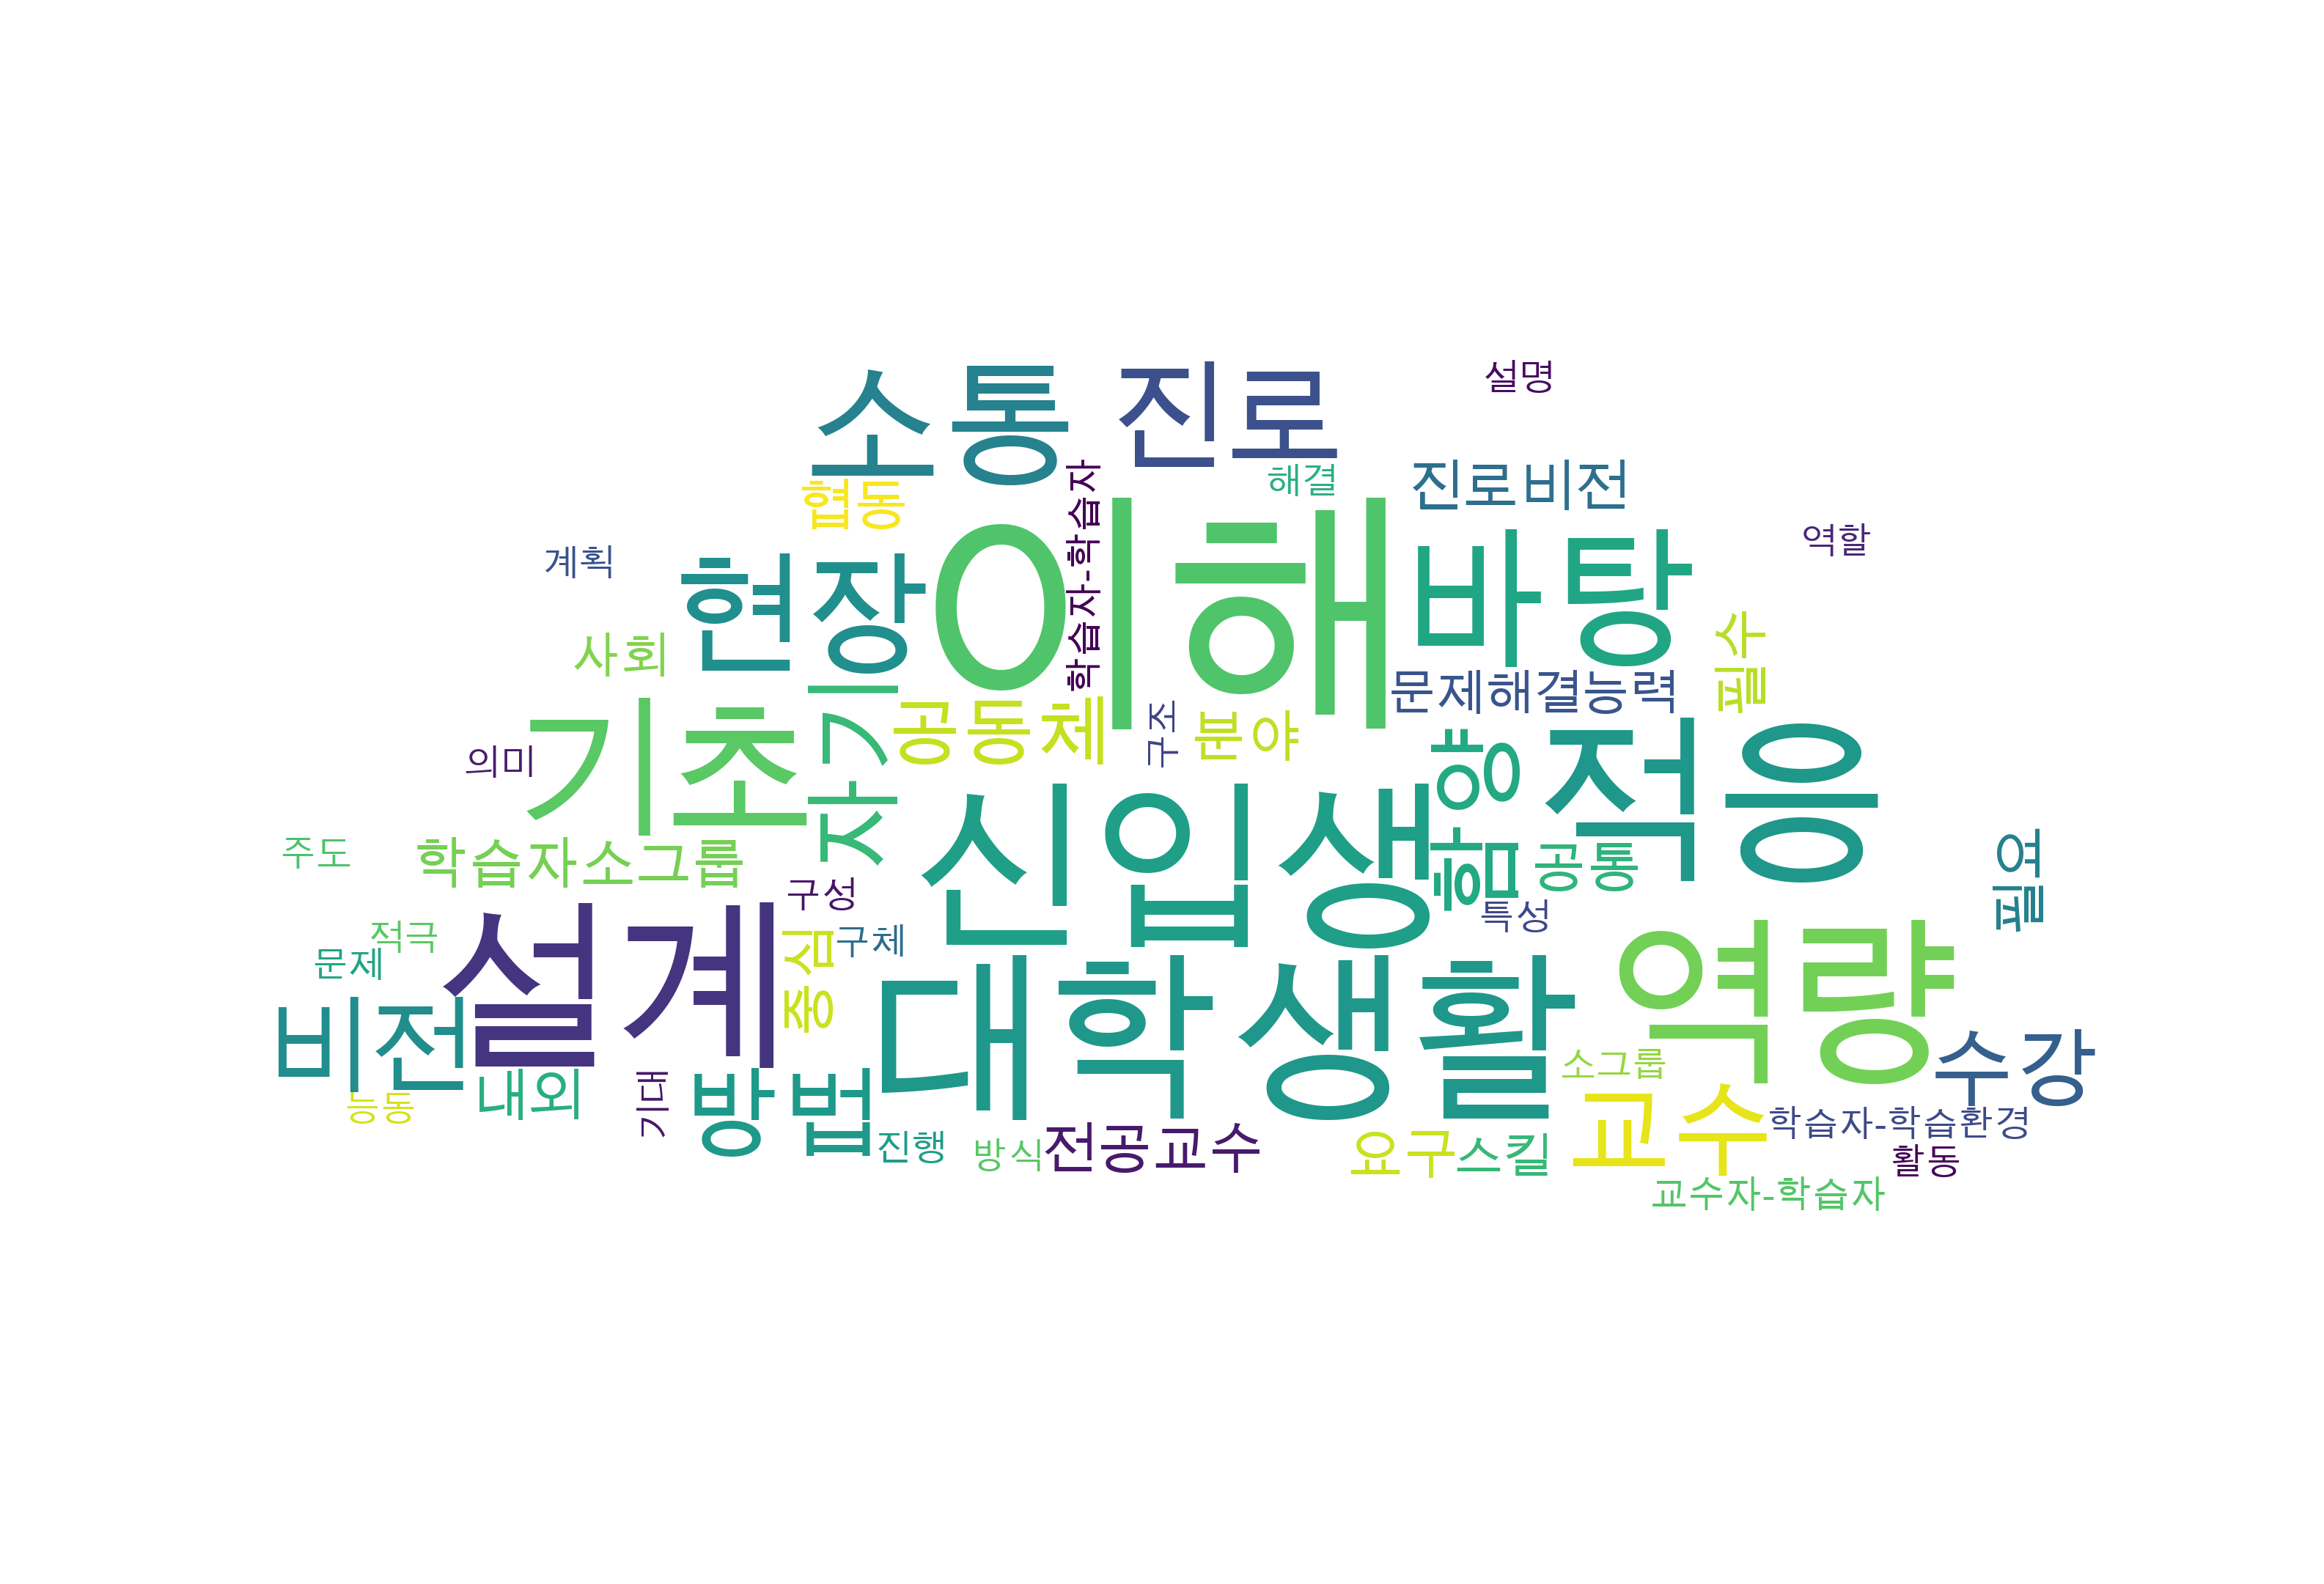 설명
소통
진로
해결
진로비전
협동
학습자-학습자
역할
계획
현장
이해
바탕
사회
필수
문제해결능력
기초
자기
공동체
구조
분야
함양
적응
의미
신입생
주도
학습자소그룹
공통
필요
구성
특성
적극
문제
설계
중심
구체
대학생활
역량
비전
수강
소그룹
능동
내외
기대
방법
진행
방식
전공교수
요구
스킬
교수
학습자-학습환경
활동
교수자-학습자